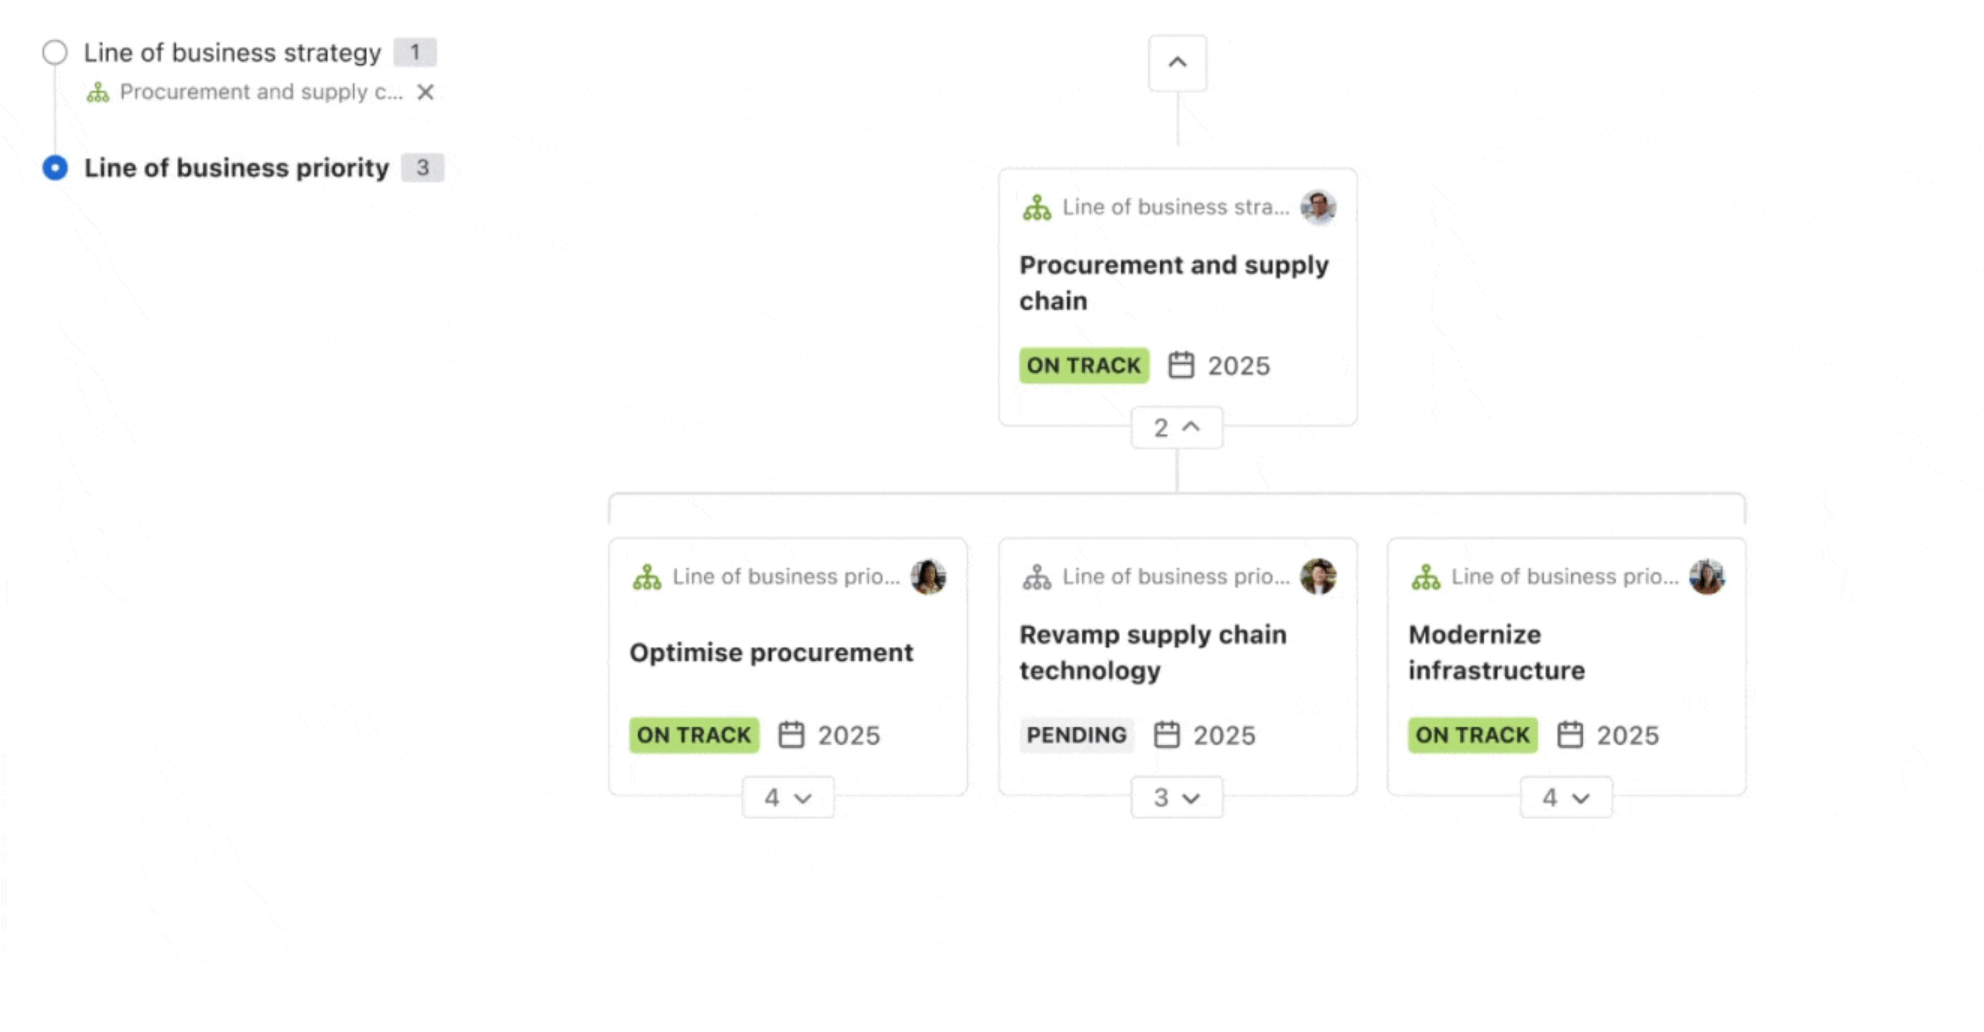 Line of business strategy 1
Procurement and supply c...
Line of business priority 3
Line of business stra...
Procurement and supply
chain
ON TRACK 2025
2
Line of business prio...
Optimise procurement
ON TRACK 2025
4
Line of business prio...
Revamp supply chain
technology
PENDING 2025
3
Line of business prio...
Modernize
infrastructure
ON TRACK 2025
4